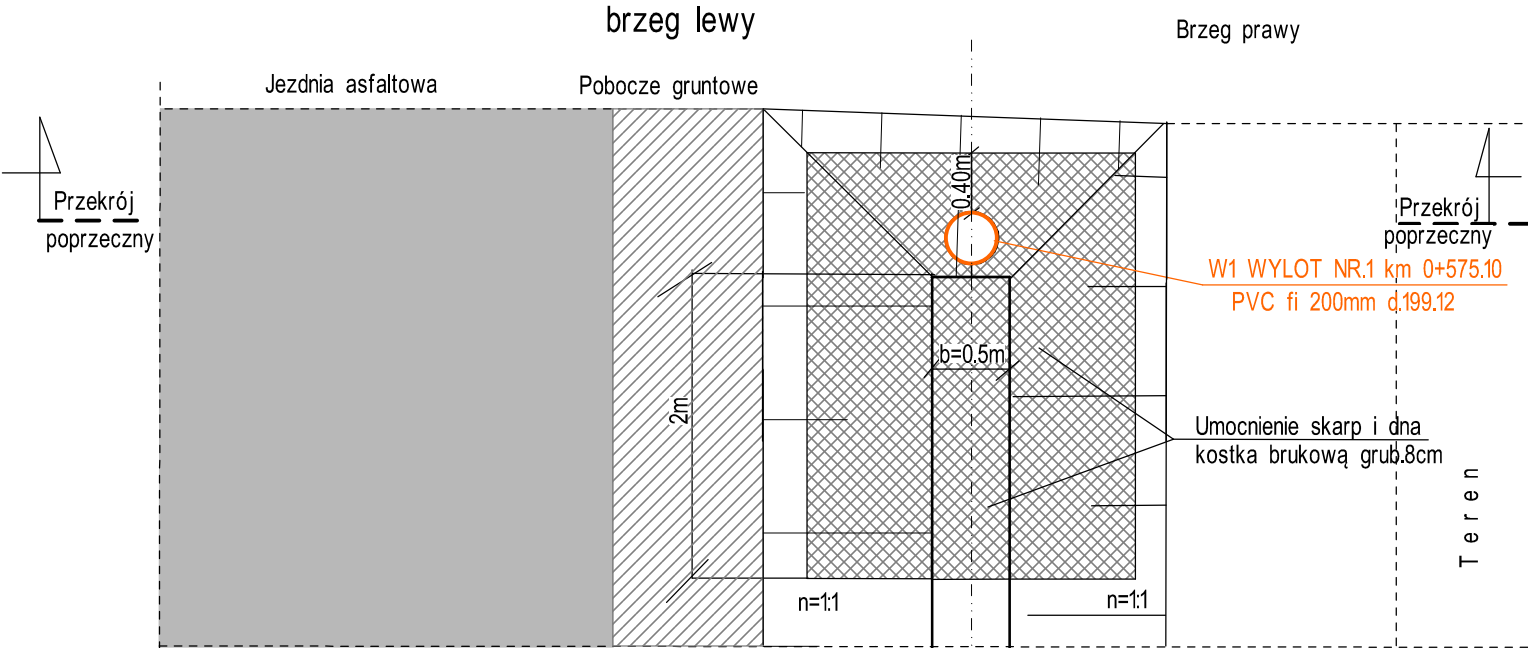 brzeg lewy
Brzeg prawy
Jezdnia asfaltowa
Pobocze gruntowe
Przekrój
poprzeczny
0.40m
Przekrój
poprzeczny
W1 WYLOT NR.1 km 0+575.10
PVC fi 200mm d.199.12
b=0.5m
2m
Umocnienie skarp i dna
kostka brukową grub.8cm
Teren
n=1:1
n=1:1